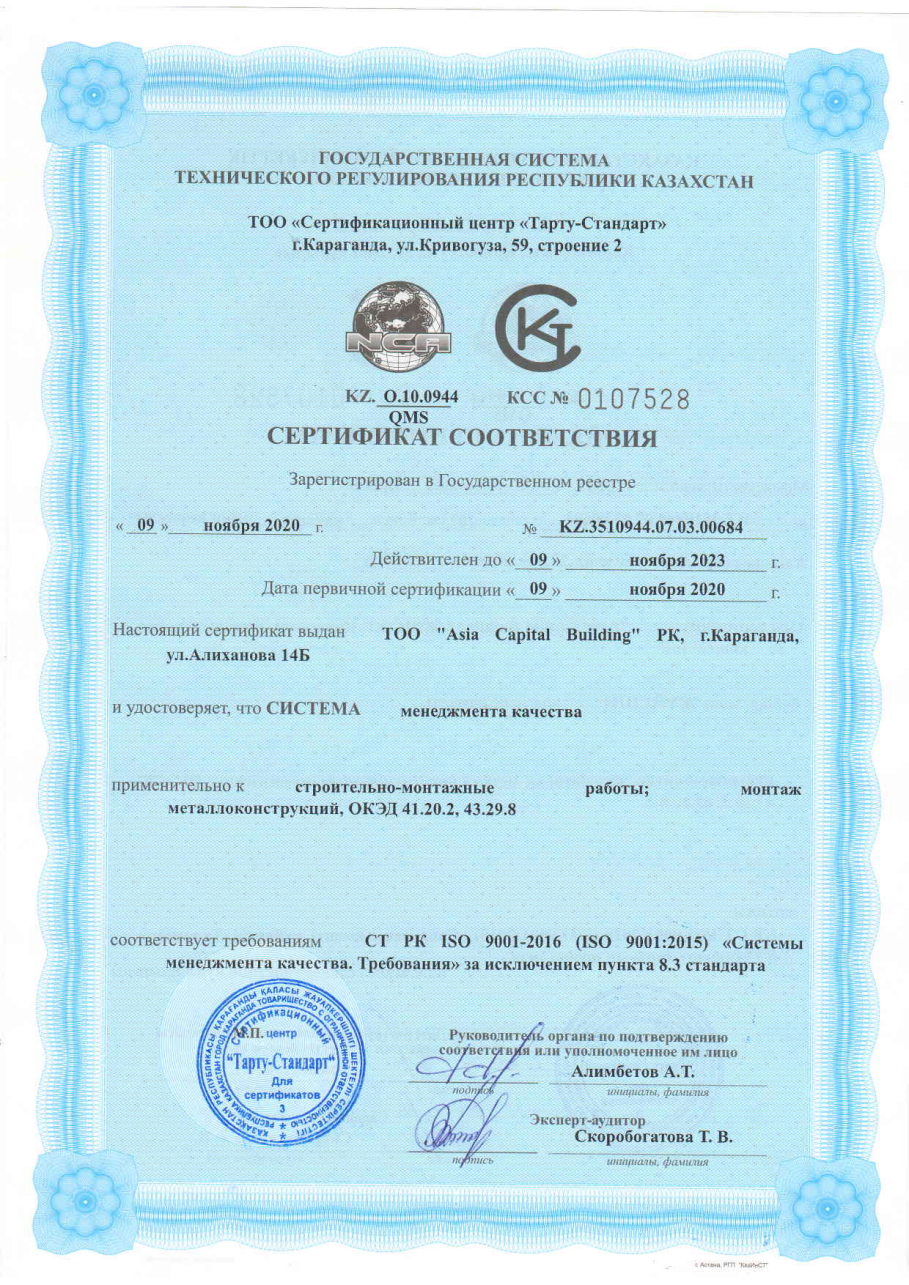 ГОСУДАРСТВЕННАЯ СИСТЕМА
ТЕХНИЧЕСКОГО РЕГУЛИРОВАНИЯ РЕСПУБЛИКИ КАЗАХСТАН
ТОО «Сертификационный центр «Тарту-Стандарт»
г.Караганда, ул.Кривогуза, 59, строение 2
NCA
KZ. O.10.0944 КСС № 0107528
QMS
СЕРТИФИКАТ СООТВЕТСТВИЯ
Зарегистрирован в Государственном реестре
« 09 » ноября 2020 г. № KZ.3510944.07.03.00684
Действителен до « 09 » ноября 2023 г.
Дата первичной сертификации « 09 » ноября 2020 г.
Настоящий сертификат выдан ТОО "Asia Capital Building" РК, г.Караганда,
ул.Алиханова 14Б
и удостоверяет, что СИСТЕМА менеджмента качества
применительно к строительно-монтажные работы; монтаж
металлоконструкций, ОКЭД 41.20.2, 43.29.8
соответствует требованиям СТ РК ISO 9001-2016 (ISO 9001:2015) «Системы
менеджмента качества. Требования» за исключением пункта 8.3 стандарта
ҚАЗАҚСТАН РЕСПУБЛИКАСЫ ҚАРАҒАНДЫ ҚАЛАСЫ ЖАУАПКЕРШІЛІГІ ШЕКТЕУЛІ СЕРІКТЕСТІГІ
РЕСПУБЛИКА КАЗАХСТАН ГОРОД КАРАГАНДА ТОВАРИЩЕСТВО С ОГРАНИЧЕННОЙ ОТВЕТСТВЕННОСТЬЮ
Сертификационный
М.П. центр
"Тарту-Стандарт"
Для
сертификатов
3
Руководитель органа по подтверждению
соответствия или уполномоченное им лицо
Алимбетов А.Т.
подпись инициалы, фамилия
Эксперт-аудитор
Скоробогатова Т. В.
подпись инициалы, фамилия
г. Астана, РГП "КазИнСТ"